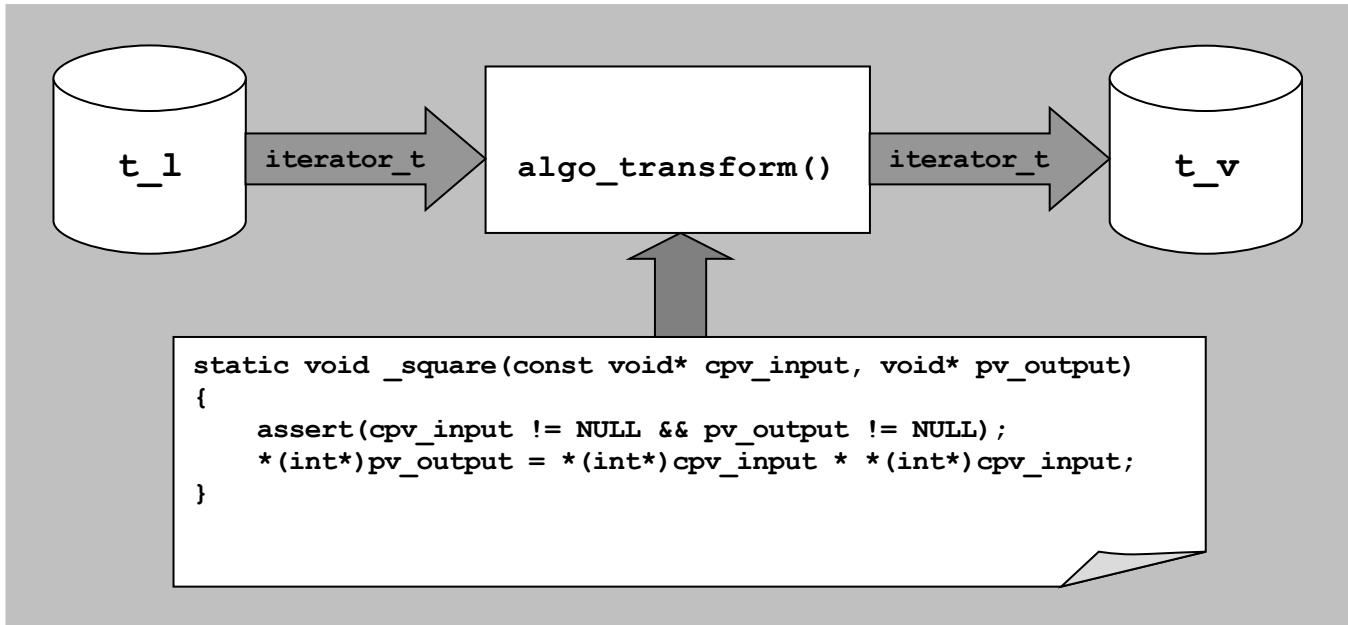 t_l
iterator_t
algo_transform()
iterator_t
t_v
static void _square(const void* cpv_input, void* pv_output)
{
    assert(cpv_input != NULL && pv_output != NULL);
    *(int*)pv_output = *(int*)cpv_input * *(int*)cpv_input;
}